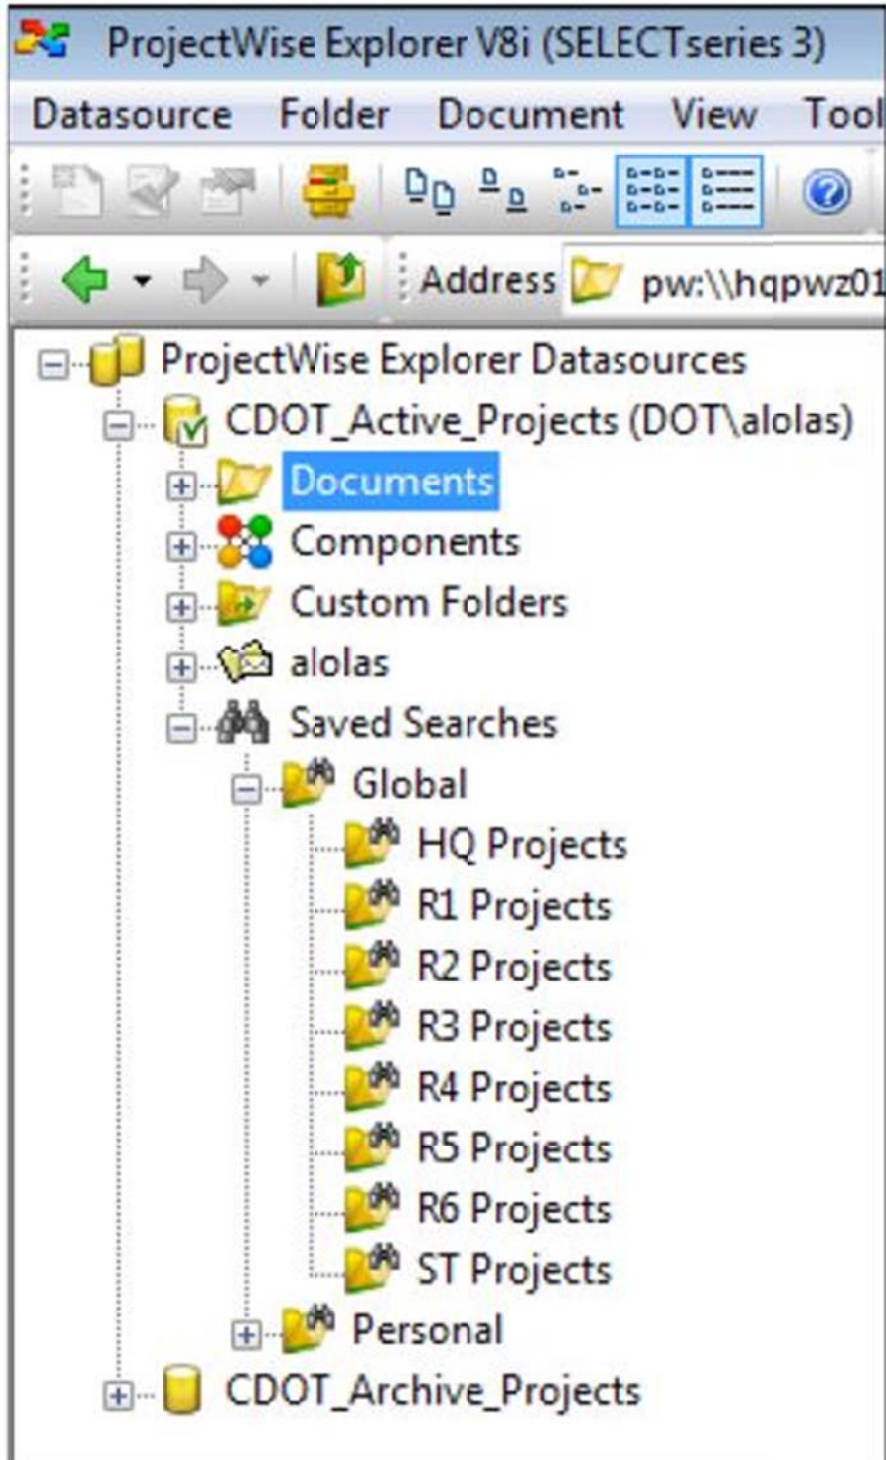 ProjectWise Explorer V8i (SELECTseries 3)
Datasource Folder Document View Tool
Address pw:\\hqpwz01
ProjectWise Explorer Datasources
CDOT_Active_Projects (DOT\alolas)
Documents
Components
Custom Folders
alolas
Saved Searches
Global
HQ Projects
R1 Projects
R2 Projects
R3 Projects
R4 Projects
R5 Projects
R6 Projects
ST Projects
Personal
CDOT_Archive_Projects